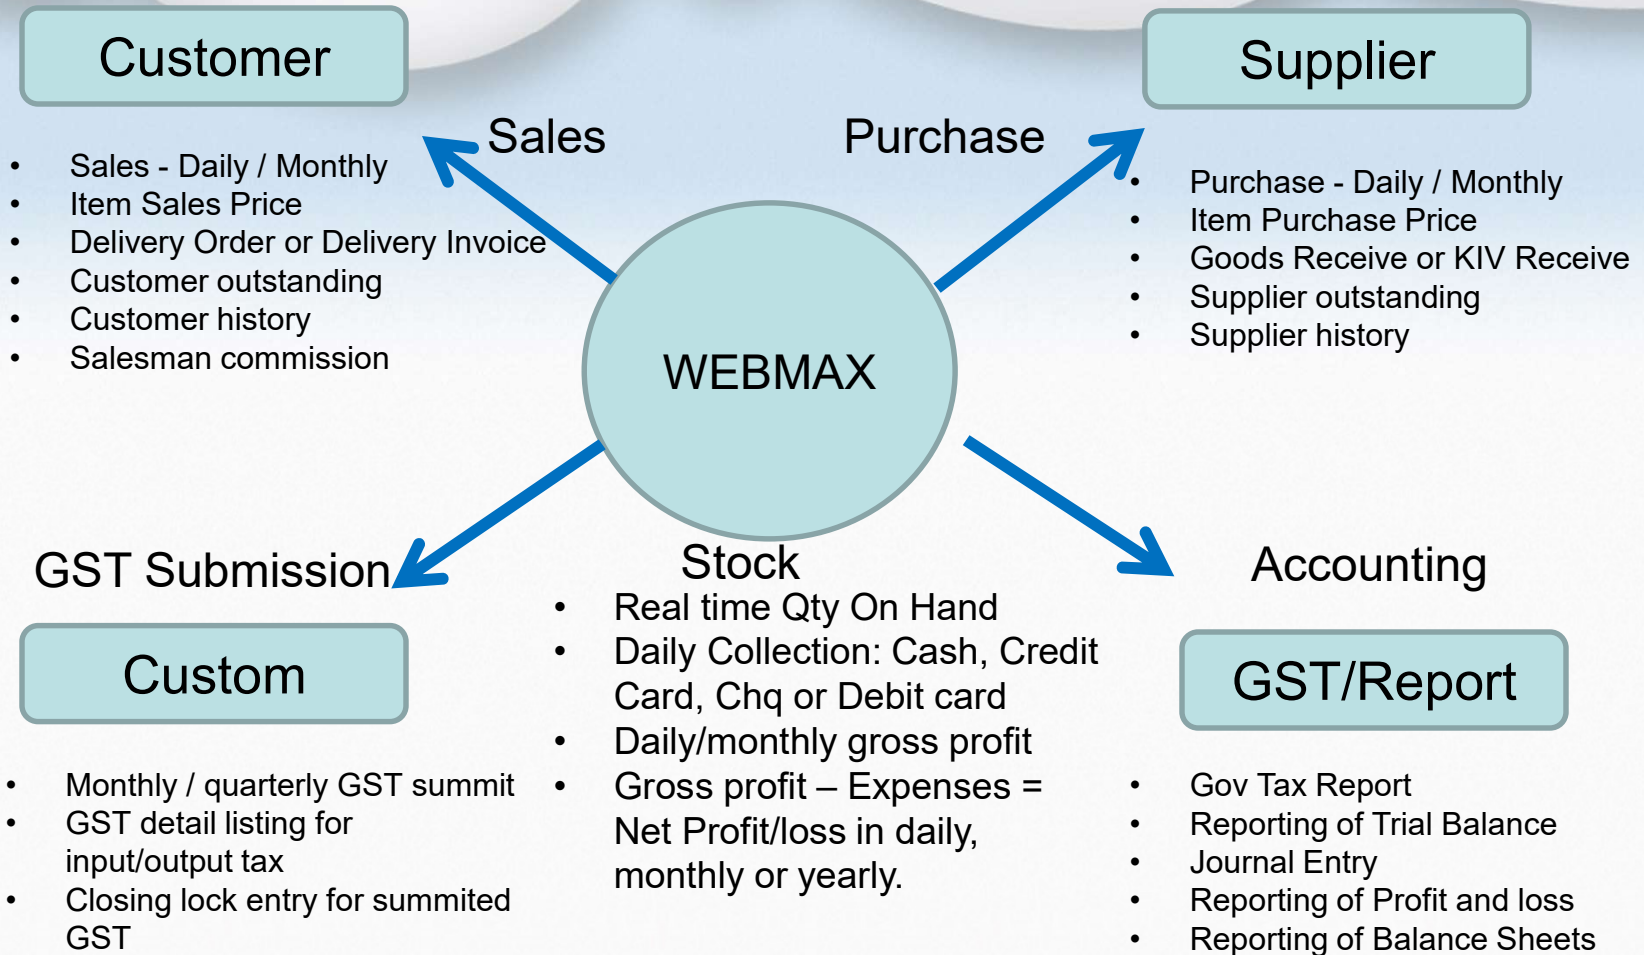 Customer
Sales
• Sales - Daily / Monthly
• Item Sales Price
• Delivery Order or Delivery Invoice
• Customer outstanding
• Customer history
• Salesman commission
Supplier
Purchase
• Purchase - Daily / Monthly
• Item Purchase Price
• Goods Receive or KIV Receive
• Supplier outstanding
• Supplier history
WEBMAX
GST Submission
Custom
• Monthly / quarterly GST summit
• GST detail listing for
input/output tax
• Closing lock entry for summited
GST
Stock
• Real time Qty On Hand
• Daily Collection: Cash, Credit
Card, Chq or Debit card
• Daily/monthly gross profit
• Gross profit – Expenses =
Net Profit/loss in daily,
monthly or yearly.
Accounting
GST/Report
• Gov Tax Report
• Reporting of Trial Balance
• Journal Entry
• Reporting of Profit and loss
• Reporting of Balance Sheets